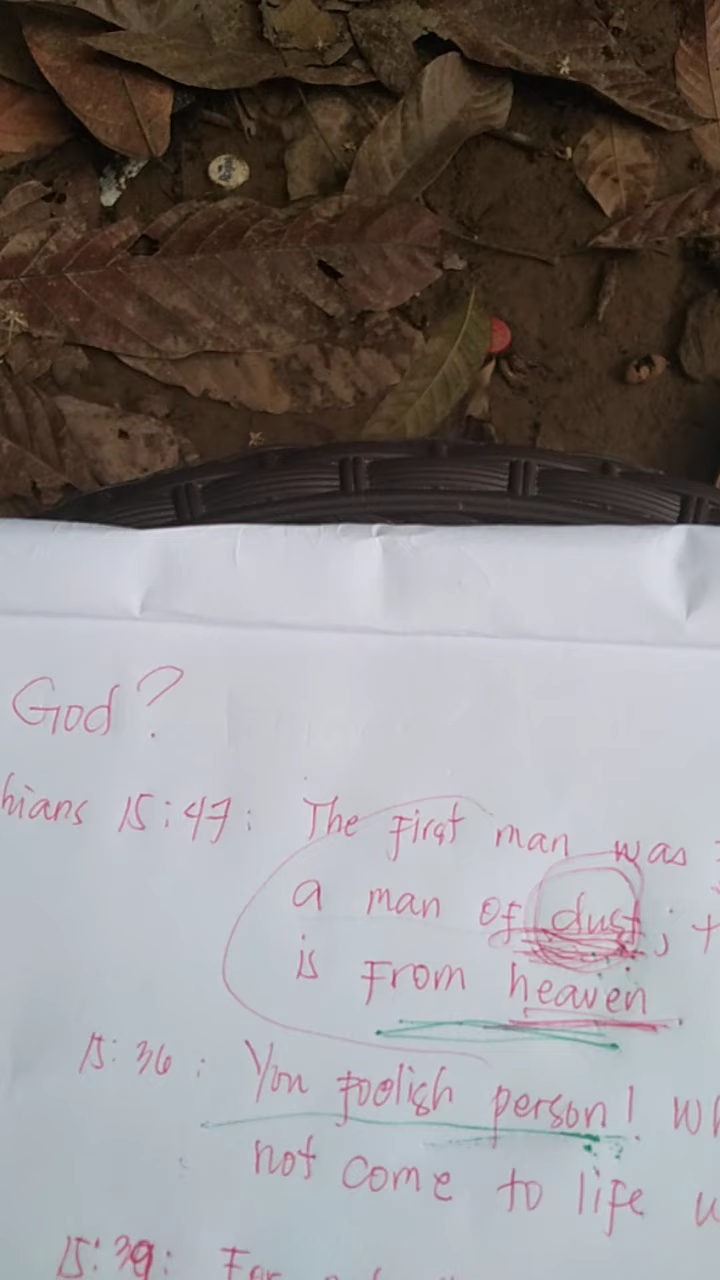 God?
hians 15:47: The First man was
a man of dust;
is From heaven
15:36: You Foolish person!
not come to life
15:39: For